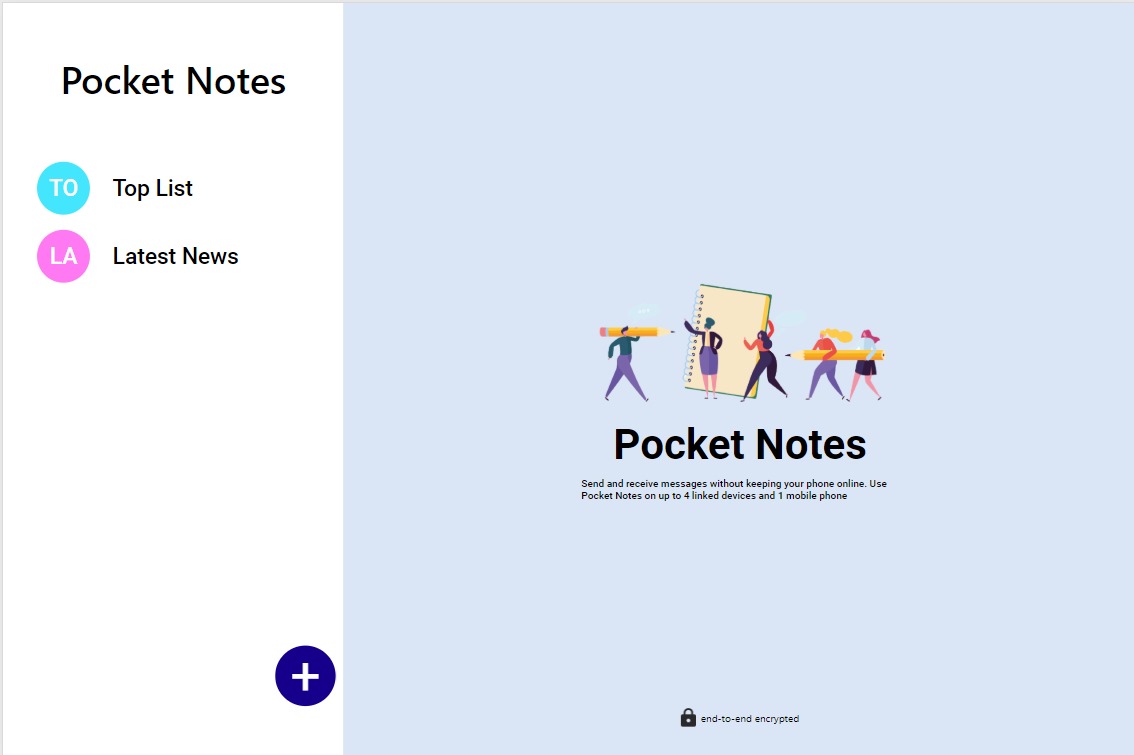 Pocket Notes
TO
Top List
LA
Latest News
Pocket Notes
Send and receive messages without keeping your phone online. Use
Pocket Notes on up to 4 linked devices and 1 mobile phone
end-to-end encrypted